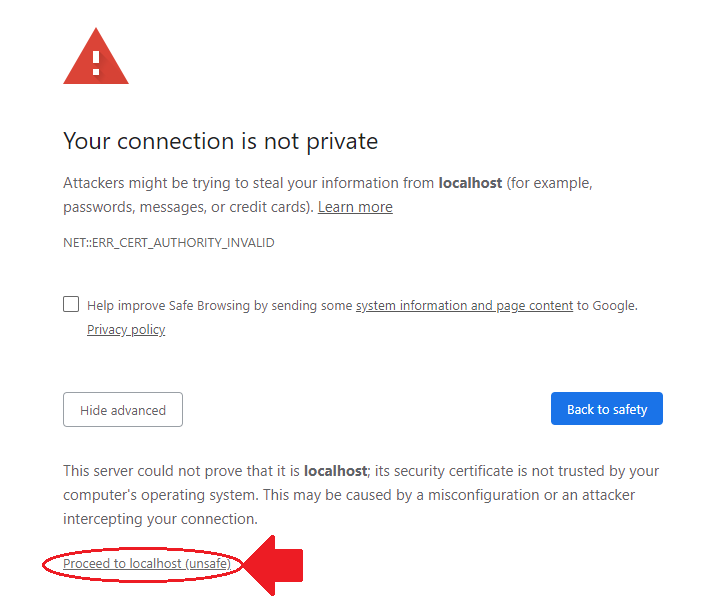 Your connection is not private
Attackers might be trying to steal your information from localhost (for example,
passwords, messages, or credit cards). Learn more
NET::ERR_CERT_AUTHORITY_INVALID
Help improve Safe Browsing by sending some system information and page content to Google.
Privacy policy
Hide advanced
Back to safety
This server could not prove that it is localhost; its security certificate is not trusted by your
computer's operating system. This may be caused by a misconfiguration or an attacker
intercepting your connection.
Proceed to localhost (unsafe)